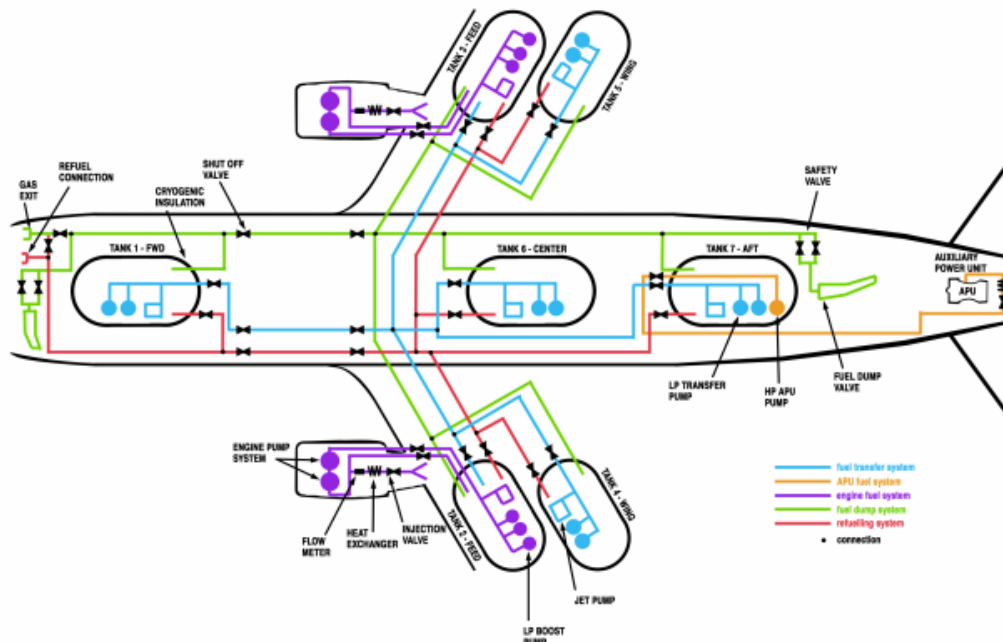 TANK 3 - FEED
TANK 5 - WING
REFUEL
CONNECTION
GAS
EXIT
SHUT OFF
VALVE
CRYOGENIC
INSULATION
SAFETY
VALVE
TANK 1 - FWD
TANK 6 - CENTER
TANK 7 - AFT
AUXILIARY
POWER UNIT
APU
LP TRANSFER
PUMP
HP APU
PUMP
FUEL DUMP
VALVE
ENGINE PUMP
SYSTEM
FLOW
METER
HEAT
EXCHANGER
INJECTION
VALVE
TANK 2 - FEED
TANK 4 - WING
JET PUMP
LP BOOST
fuel transfer system
APU fuel system
engine fuel system
fuel dump system
refuelling system
connection